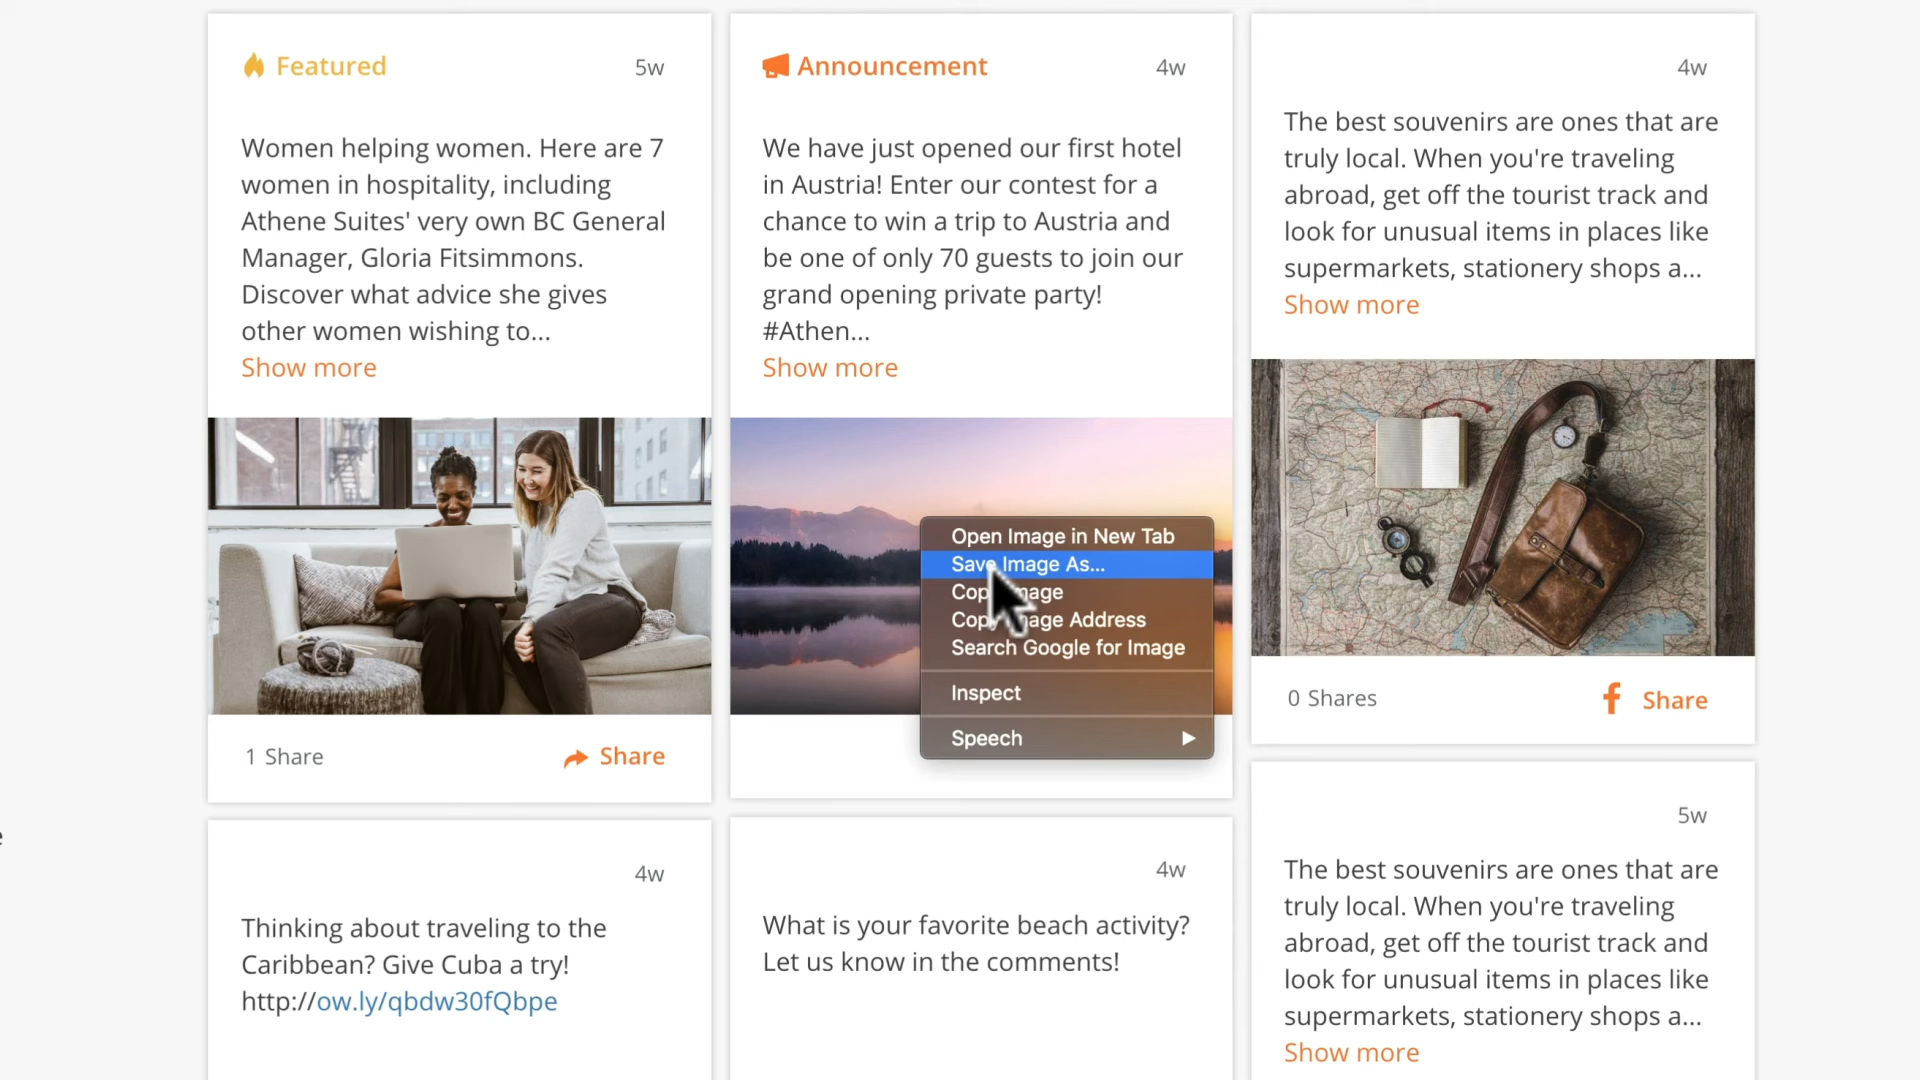 Featured
5w
Women helping women. Here are 7
women in hospitality, including
Athene Suites' very own BC General
Manager, Gloria Fitsimmons.
Discover what advice she gives
other women wishing to...
Show more
1 Share
Share
4w
Thinking about traveling to the
Caribbean? Give Cuba a try!
http://ow.ly/qbdw30fQbpe
Announcement
4w
We have just opened our first hotel
in Austria! Enter our contest for a
chance to win a trip to Austria and
be one of only 70 guests to join our
grand opening private party!
#Athen...
Show more
Open Image in New Tab
Save Image As...
Copy Image
Copy Image Address
Search Google for Image
Inspect
Speech
4w
What is your favorite beach activity?
Let us know in the comments!
4w
The best souvenirs are ones that are
truly local. When you're traveling
abroad, get off the tourist track and
look for unusual items in places like
supermarkets, stationery shops a...
Show more
0 Shares
Share
5w
The best souvenirs are ones that are
truly local. When you're traveling
abroad, get off the tourist track and
look for unusual items in places like
supermarkets, stationery shops a...
Show more